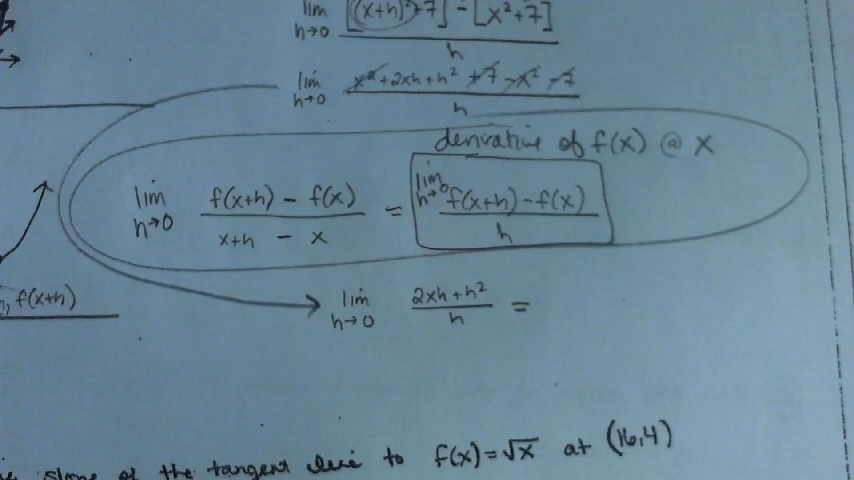 lim h→0 [(x+h)²+7] - [x²+7] / h
lim h→0 x²+2xh+h²+7-x²-7 / h
derivative of f(x) @ x
lim h→0 f(x+h) - f(x) / x+h - x = lim h→0 f(x+h)-f(x) / h
f(x+h)
lim h→0 2xh+h² / h =
slope of the tangent line to f(x)=√x at (16,4)